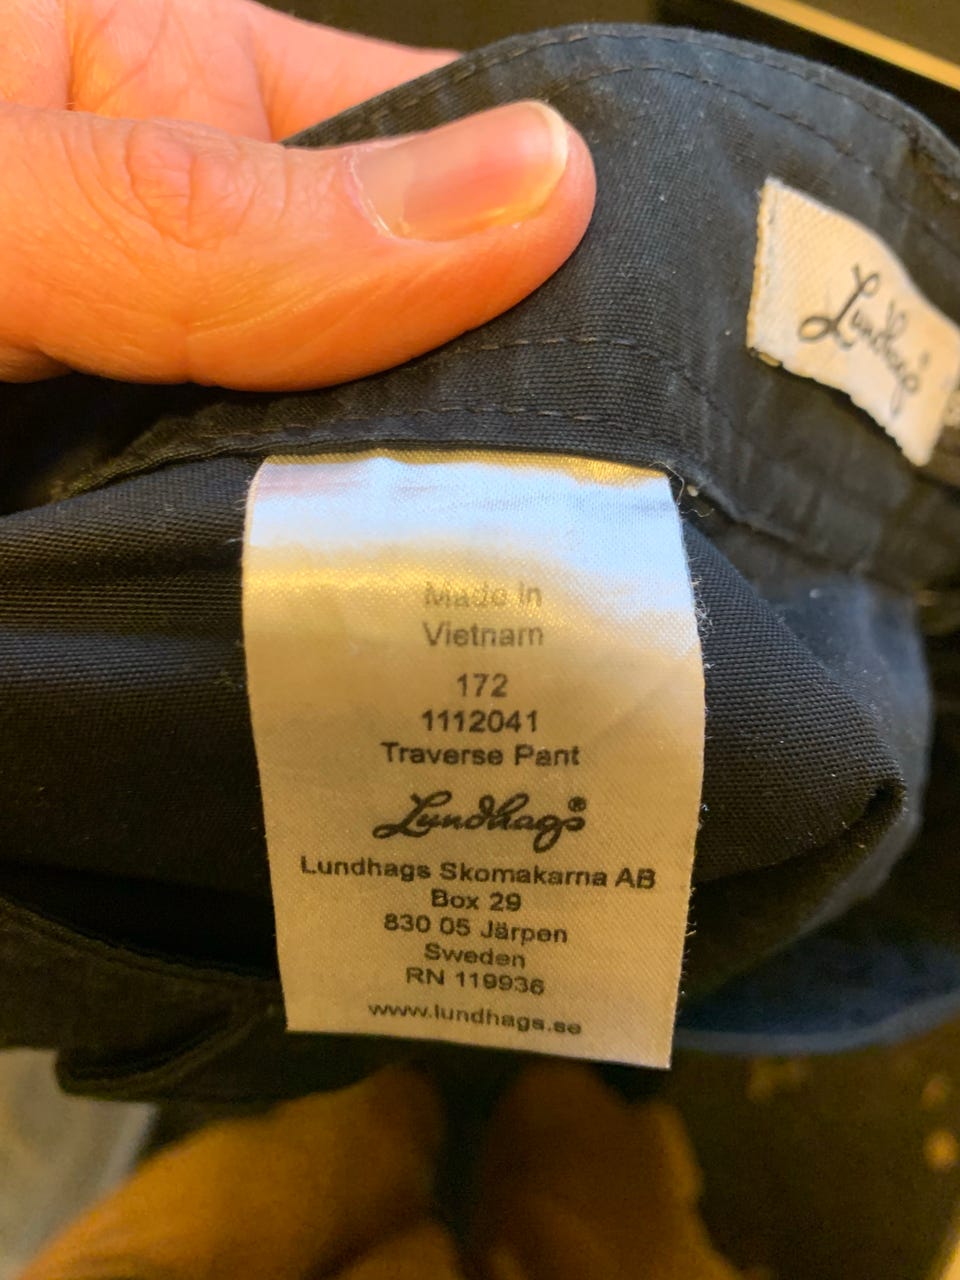 Lundhags®
Made in
Vietnam
172
1112041
Traverse Pant
Lundhags®
Lundhags Skomakarna AB
Box 29
830 05 Järpen
Sweden
RN 119936
www.lundhags.se